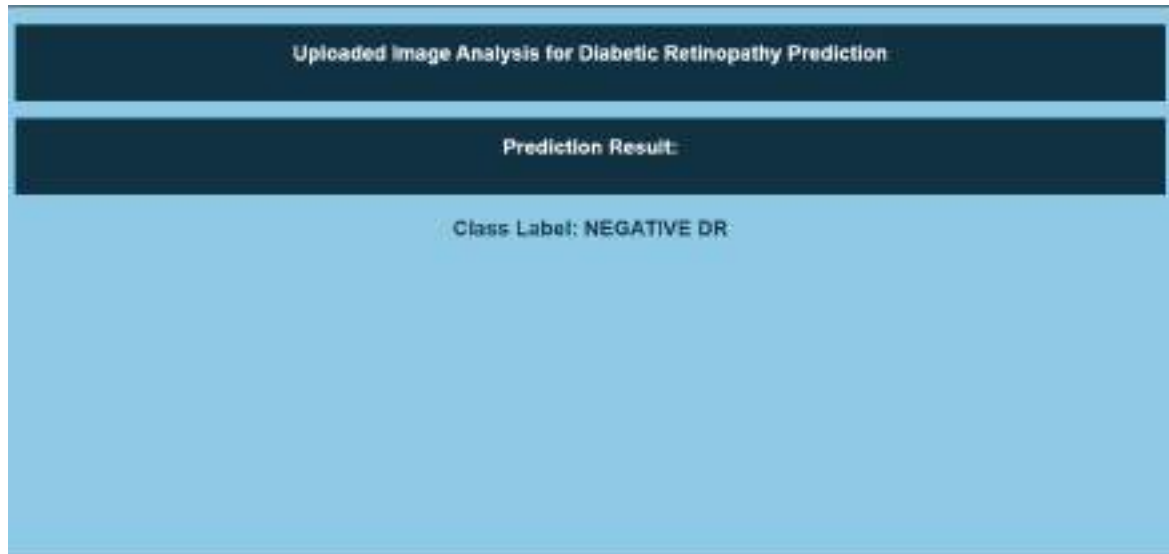 Uploaded Image Analysis for Diabetic Retinopathy Prediction
Prediction Result:
Class Label: NEGATIVE DR